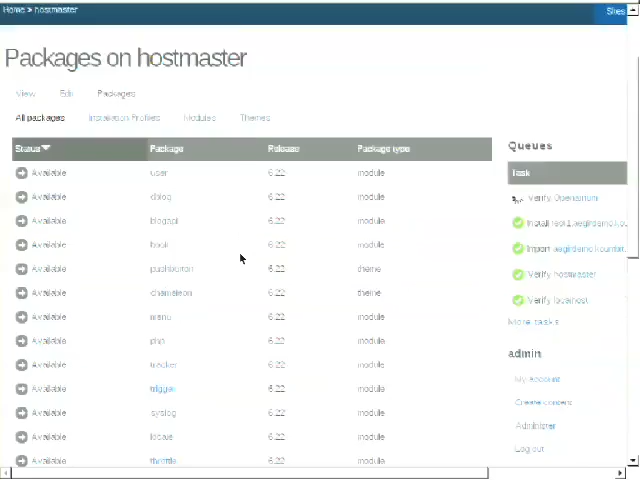 Home > hostmaster
Sites
Packages on hostmaster
View Edit Packages
All packages Installation Profiles Modules Themes
Status Package Release Package type
Available user 6.22 module
Available dblog 6.22 module
Available blogapi 6.22 module
Available book 6.22 module
Available pushbutton 6.22 theme
Available chameleon 6.22 theme
Available menu 6.22 module
Available php 6.22 module
Available tracker 6.22 module
Available trigger 6.22 module
Available syslog 6.22 module
Available locale 6.22 module
Available throttle 6.22 module
Queues
Task
Verify Openatrium
Install
Import
Verify hostmaster
Verify localhost
More tasks
admin
My Account
Create content
Administer
Log out